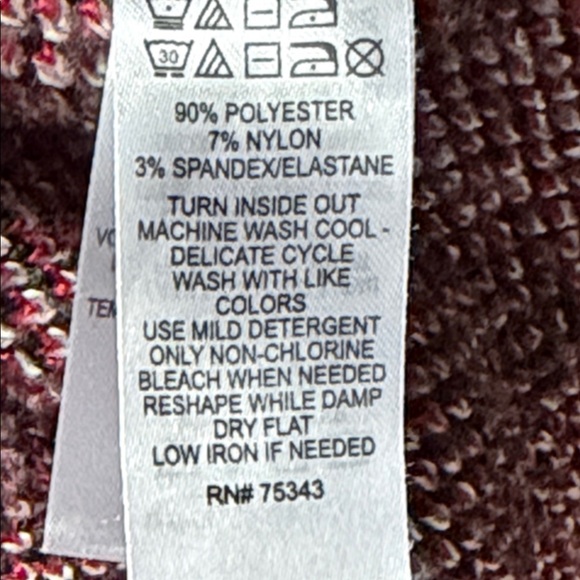 30
90% POLYESTER
7% NYLON
3% SPANDEX/ELASTANE
TURN INSIDE OUT
MACHINE WASH COOL -
DELICATE CYCLE
WASH WITH LIKE
COLORS
USE MILD DETERGENT
ONLY NON-CHLORINE
BLEACH WHEN NEEDED
RESHAPE WHILE DAMP
DRY FLAT
LOW IRON IF NEEDED
RN# 75343